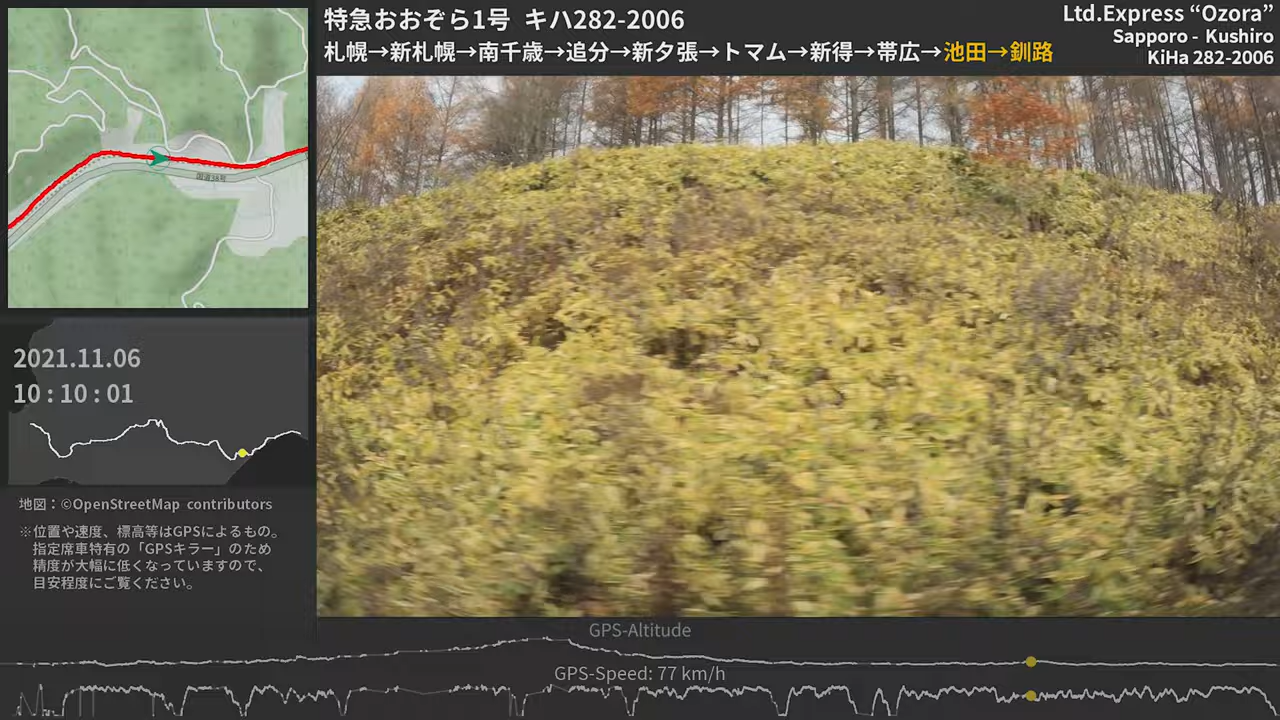 特急おおぞら1号 キハ282-2006
札幌→新札幌→南千歳→追分→新夕張→トマム→新得→帯広→池田→釧路
Ltd.Express “Ozora”
Sapporo - Kushiro
KiHa 282-2006
国道38号
2021.11.06
10:10:01
地図：©OpenStreetMap contributors
※位置や速度、標高等はGPSによるもの。
指定席車特有の「GPSキラー」のため
精度が大幅に低くなっていますので、
目安程度にご覧ください。
GPS-Altitude
GPS-Speed: 77 km/h